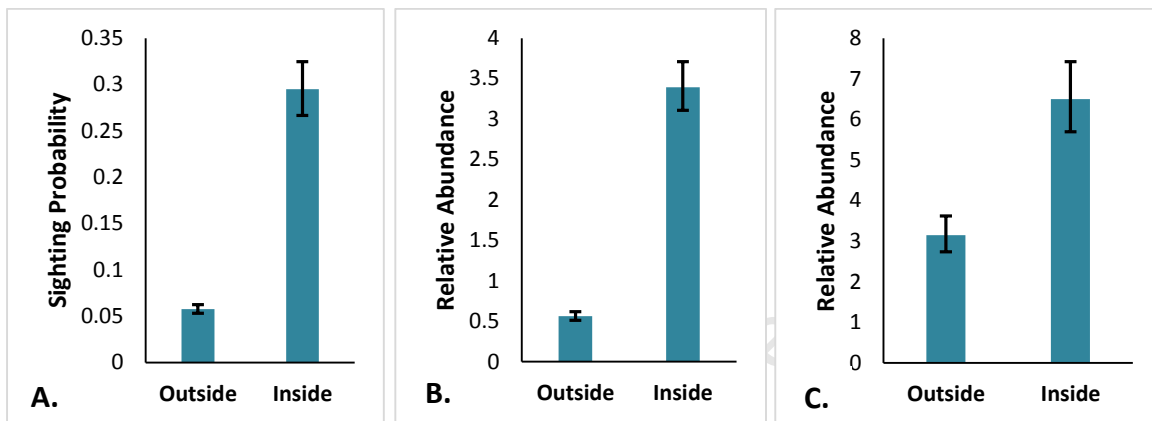 Sighting Probability
0.35
0.3
0.25
0.2
0.15
0.1
0.05
0
Outside Inside
A.
Relative Abundance
4
3.5
3
2.5
2
1.5
1
0.5
0
Outside Inside
B.
Relative Abundance
8
7
6
5
4
3
2
1
0
Outside Inside
C.